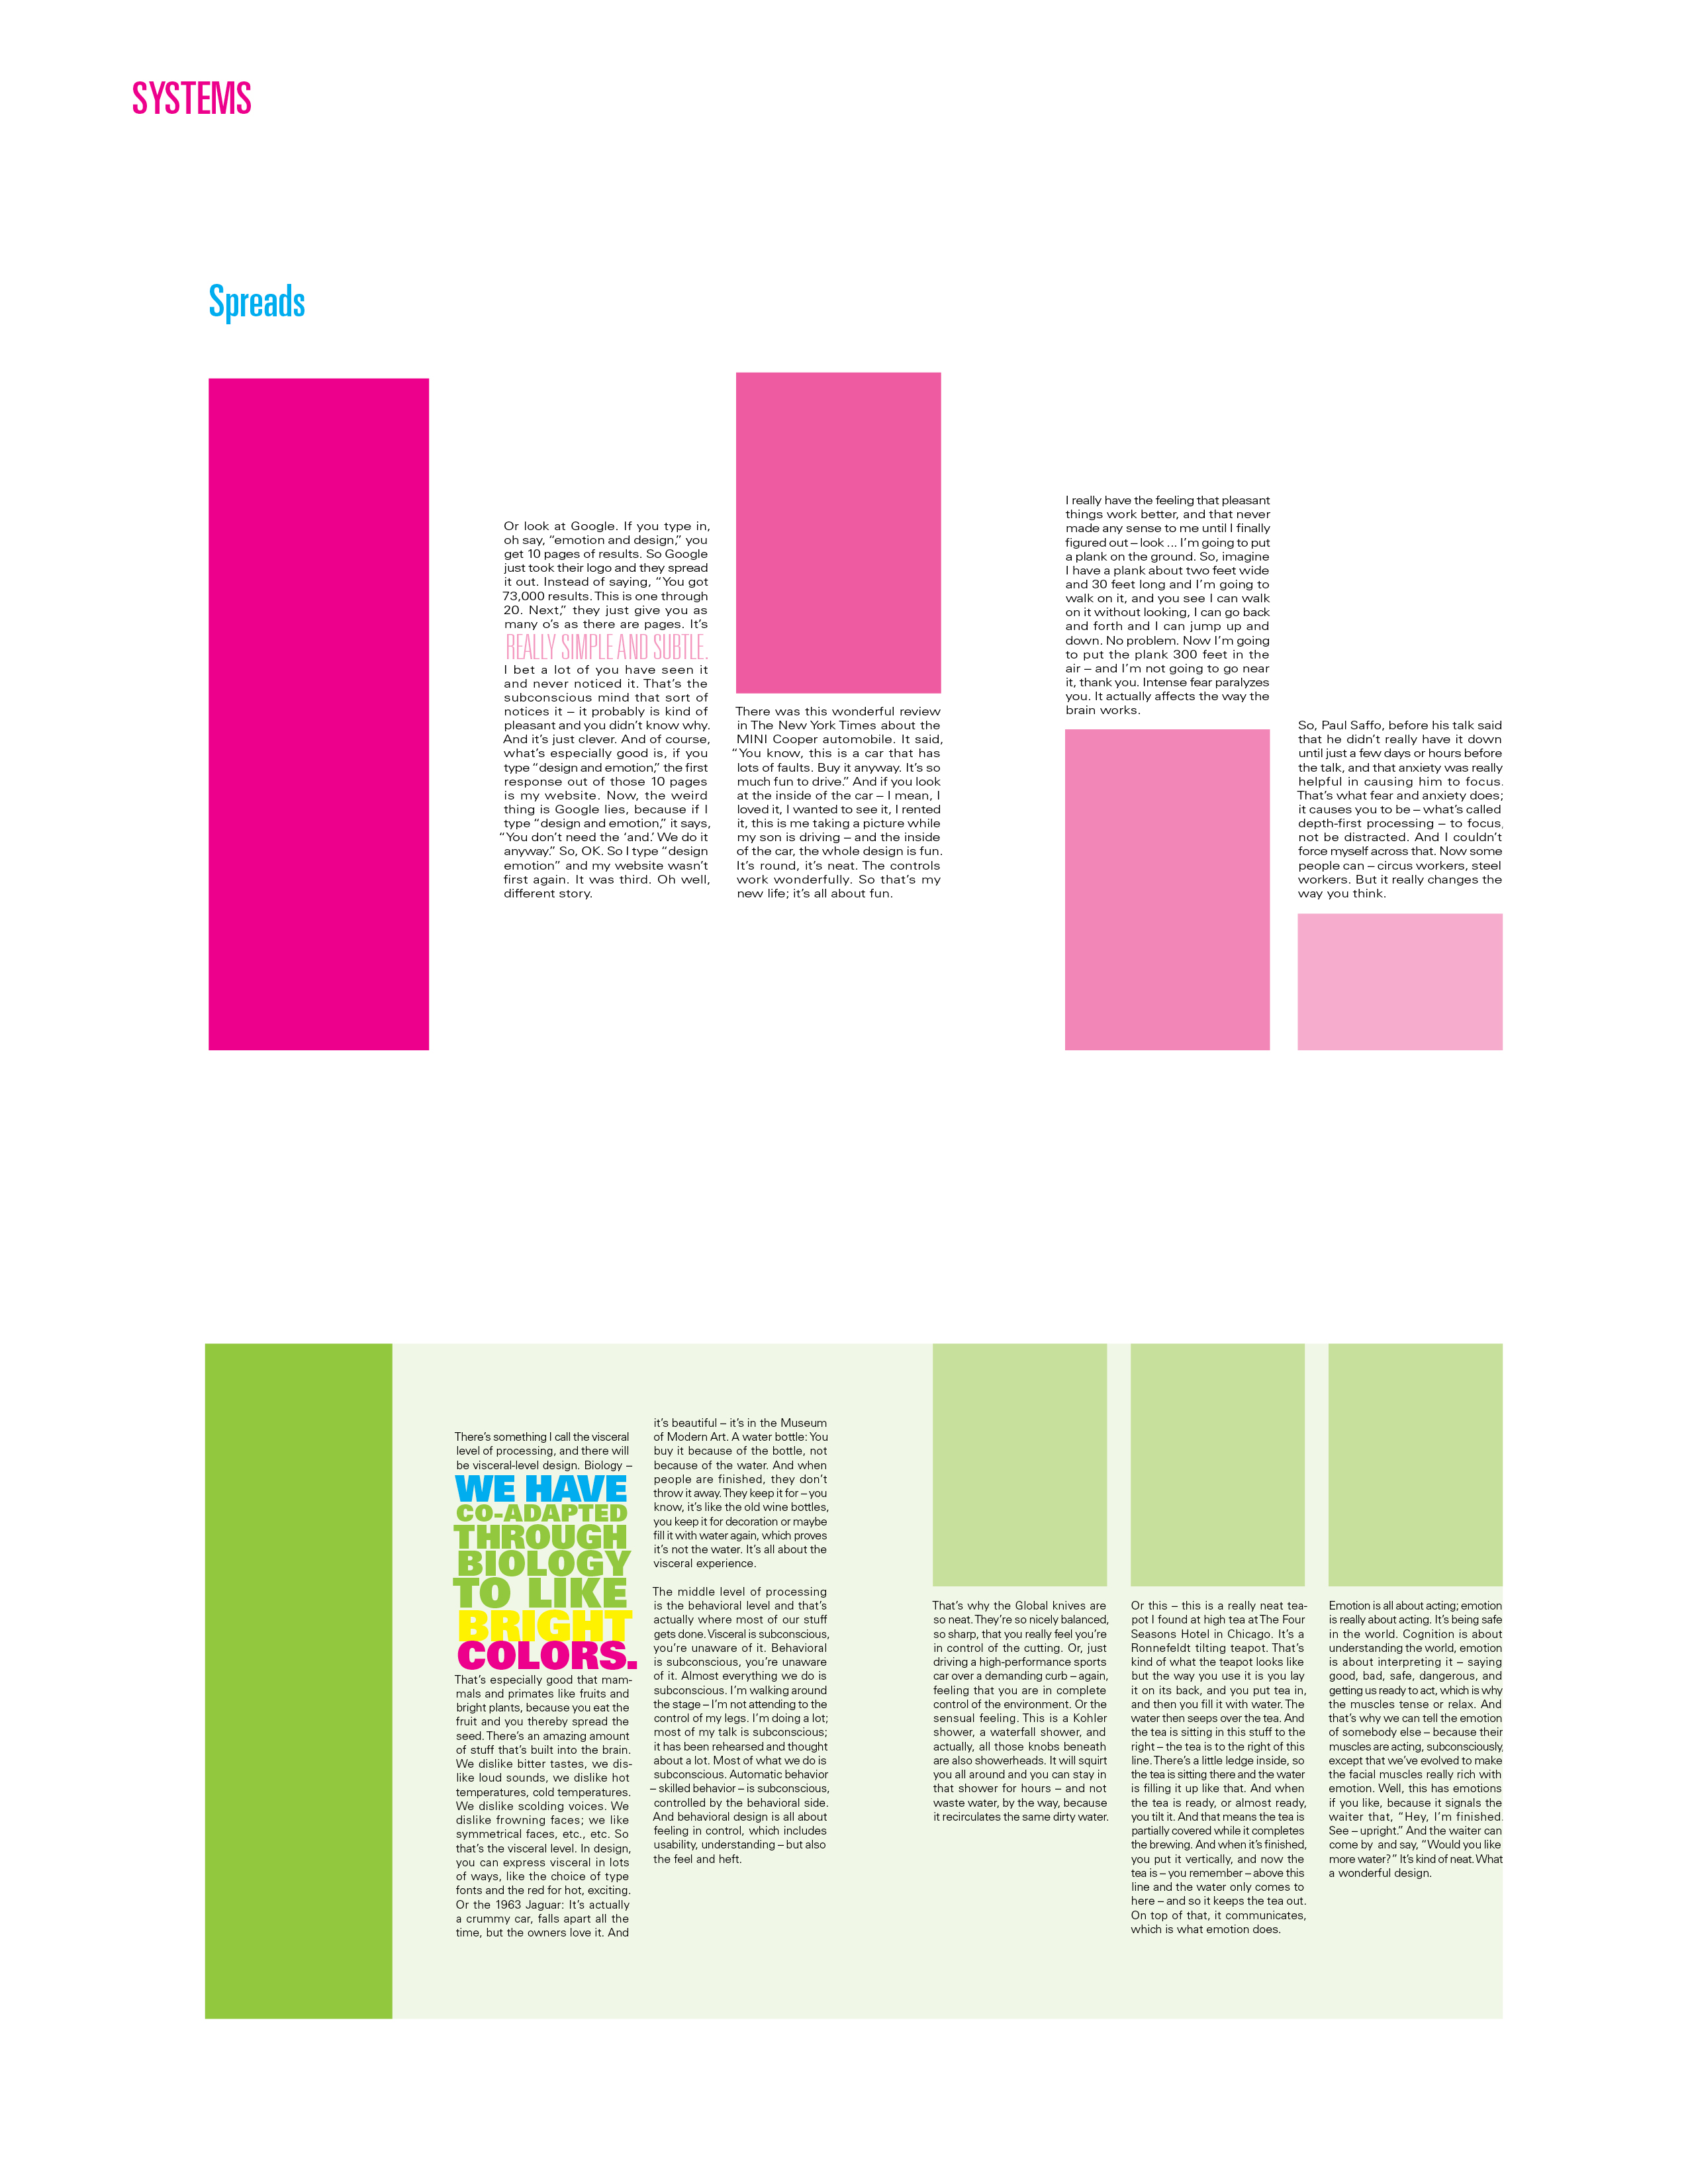 SYSTEMS
Spreads
Or look at Google. If you type in,
oh say, “emotion and design,” you
get 10 pages of results. So Google
just took their logo and they spread
it out. Instead of saying, “You got
73,000 results. This is one through
20. Next,” they just give you as
many o’s as there are pages. It’s
REALLY SIMPLE AND SUBTLE.
I bet a lot of you have seen it
and never noticed it. That’s the
subconscious mind that sort of
notices it – it probably is kind of
pleasant and you didn’t know why.
And it’s just clever. And of course,
what’s especially good is, if you
type “design and emotion,” the first
response out of those 10 pages
is my website. Now, the weird
thing is Google lies, because if I
type “design and emotion,” it says,
“You don’t need the ‘and.’ We do it
anyway.” So, OK. So I type “design
emotion” and my website wasn’t
first again. It was third. Oh well,
different story.
There was this wonderful review
in The New York Times about the
MINI Cooper automobile. It said,
“You know, this is a car that has
lots of faults. Buy it anyway. It’s so
much fun to drive.” And if you look
at the inside of the car – I mean, I
loved it, I wanted to see it, I rented
it, this is me taking a picture while
my son is driving – and the inside
of the car, the whole design is fun.
It’s round, it’s neat. The controls
work wonderfully. So that’s my
new life; it’s all about fun.
I really have the feeling that pleasant
things work better, and that never
made any sense to me until I finally
figured out – look ... I’m going to put
a plank on the ground. So, imagine
I have a plank about two feet wide
and 30 feet long and I’m going to
walk on it, and you see I can walk
on it without looking, I can go back
and forth and I can jump up and
down. No problem. Now I’m going
to put the plank 300 feet in the
air – and I’m not going to go near
it, thank you. Intense fear paralyzes
you. It actually affects the way the
brain works.
So, Paul Saffo, before his talk said
that he didn’t really have it down
until just a few days or hours before
the talk, and that anxiety was really
helpful in causing him to focus.
That’s what fear and anxiety does;
it causes you to be – what’s called
depth-first processing – to focus,
not be distracted. And I couldn’t
force myself across that. Now some
people can – circus workers, steel
workers. But it really changes the
way you think.
There’s something I call the visceral
level of processing, and there will
be visceral-level design. Biology –
WE HAVE
CO-ADAPTED
THROUGH
BIOLOGY
TO LIKE
BRIGHT
COLORS.
That’s especially good that mam-
mals and primates like fruits and
bright plants, because you eat the
fruit and you thereby spread the
seed. There’s an amazing amount
of stuff that’s built into the brain.
We dislike bitter tastes, we dis-
like loud sounds, we dislike hot
temperatures, cold temperatures.
We dislike scolding voices. We
dislike frowning faces; we like
symmetrical faces, etc., etc. So
that’s the visceral level. In design,
you can express visceral in lots
of ways, like the choice of type
fonts and the red for hot, exciting.
Or the 1963 Jaguar: It’s actually
a crummy car, falls apart all the
time, but the owners love it. And
it’s beautiful – it’s in the Museum
of Modern Art. A water bottle: You
buy it because of the bottle, not
because of the water. And when
people are finished, they don’t
throw it away. They keep it for – you
know, it’s like the old wine bottles,
you keep it for decoration or maybe
fill it with water again, which proves
it’s not the water. It’s all about the
visceral experience.
The middle level of processing
is the behavioral level and that’s
actually where most of our stuff
gets done. Visceral is subconscious,
you’re unaware of it. Behavioral
is subconscious, you’re unaware
of it. Almost everything we do is
subconscious. I’m walking around
the stage – I’m not attending to the
control of my legs. I’m doing a lot;
most of my talk is subconscious;
it has been rehearsed and thought
about a lot. Most of what we do is
subconscious. Automatic behavior
– skilled behavior – is subconscious,
controlled by the behavioral side.
And behavioral design is all about
feeling in control, which includes
usability, understanding – but also
the feel and heft.
That’s why the Global knives are
so neat. They’re so nicely balanced,
so sharp, that you really feel you’re
in control of the cutting. Or, just
driving a high-performance sports
car over a demanding curb – again,
feeling that you are in complete
control of the environment. Or the
sensual feeling. This is a Kohler
shower, a waterfall shower, and
actually, all those knobs beneath
are also showerheads. It will squirt
you all around and you can stay in
that shower for hours – and not
waste water, by the way, because
it recirculates the same dirty water.
Or this – this is a really neat tea-
pot I found at high tea at The Four
Seasons Hotel in Chicago. It’s a
Ronnefeldt tilting teapot. That’s
kind of what the teapot looks like
but the way you use it is you lay
it on its back, and you put tea in,
and then you fill it with water. The
water then seeps over the tea. And
the tea is sitting in this stuff to the
right – the tea is to the right of this
line. There’s a little ledge inside, so
the tea is sitting there and the water
is filling it up like that. And when
the tea is ready, or almost ready,
you tilt it. And that means the tea is
partially covered while it completes
the brewing. And when it’s finished,
you put it vertically, and now the
tea is – you remember – above this
line and the water only comes to
here – and so it keeps the tea out.
On top of that, it communicates,
which is what emotion does.
Emotion is all about acting; emotion
is really about acting. It’s being safe
in the world. Cognition is about
understanding the world, emotion
is about interpreting it – saying
good, bad, safe, dangerous, and
getting us ready to act, which is why
the muscles tense or relax. And
that’s why we can tell the emotion
of somebody else – because their
muscles are acting, subconsciously,
except that we’ve evolved to make
the facial muscles really rich with
emotion. Well, this has emotions
if you like, because it signals the
waiter that, “Hey, I’m finished.
See – upright.” And the waiter can
come by and say, “Would you like
more water?” It’s kind of neat. What
a wonderful design.